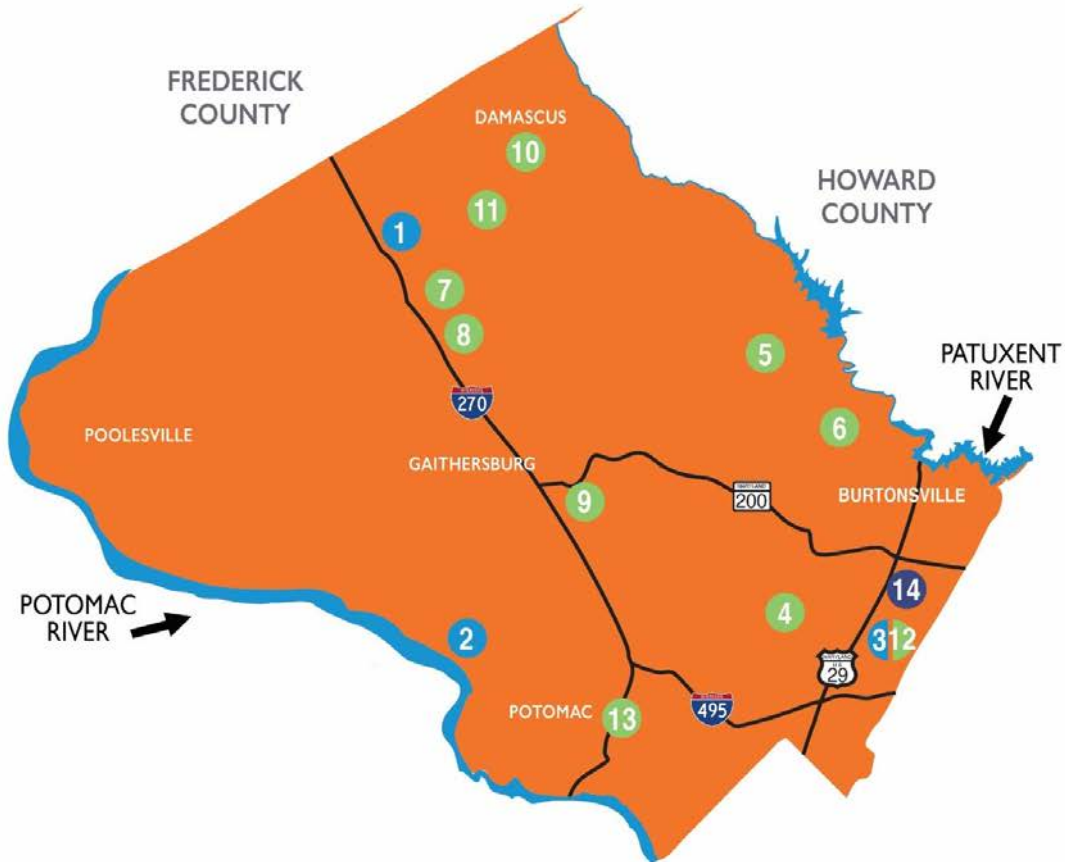 FREDERICK
COUNTY
DAMASCUS
10
HOWARD
COUNTY
11
1
7
8
5
PATUXENT
RIVER
270
6
POOLESVILLE
GAITHERSBURG
9
MARYLAND
200
BURTONSVILLE
14
POTOMAC
RIVER
2
4
3 12
29
POTOMAC
13
495